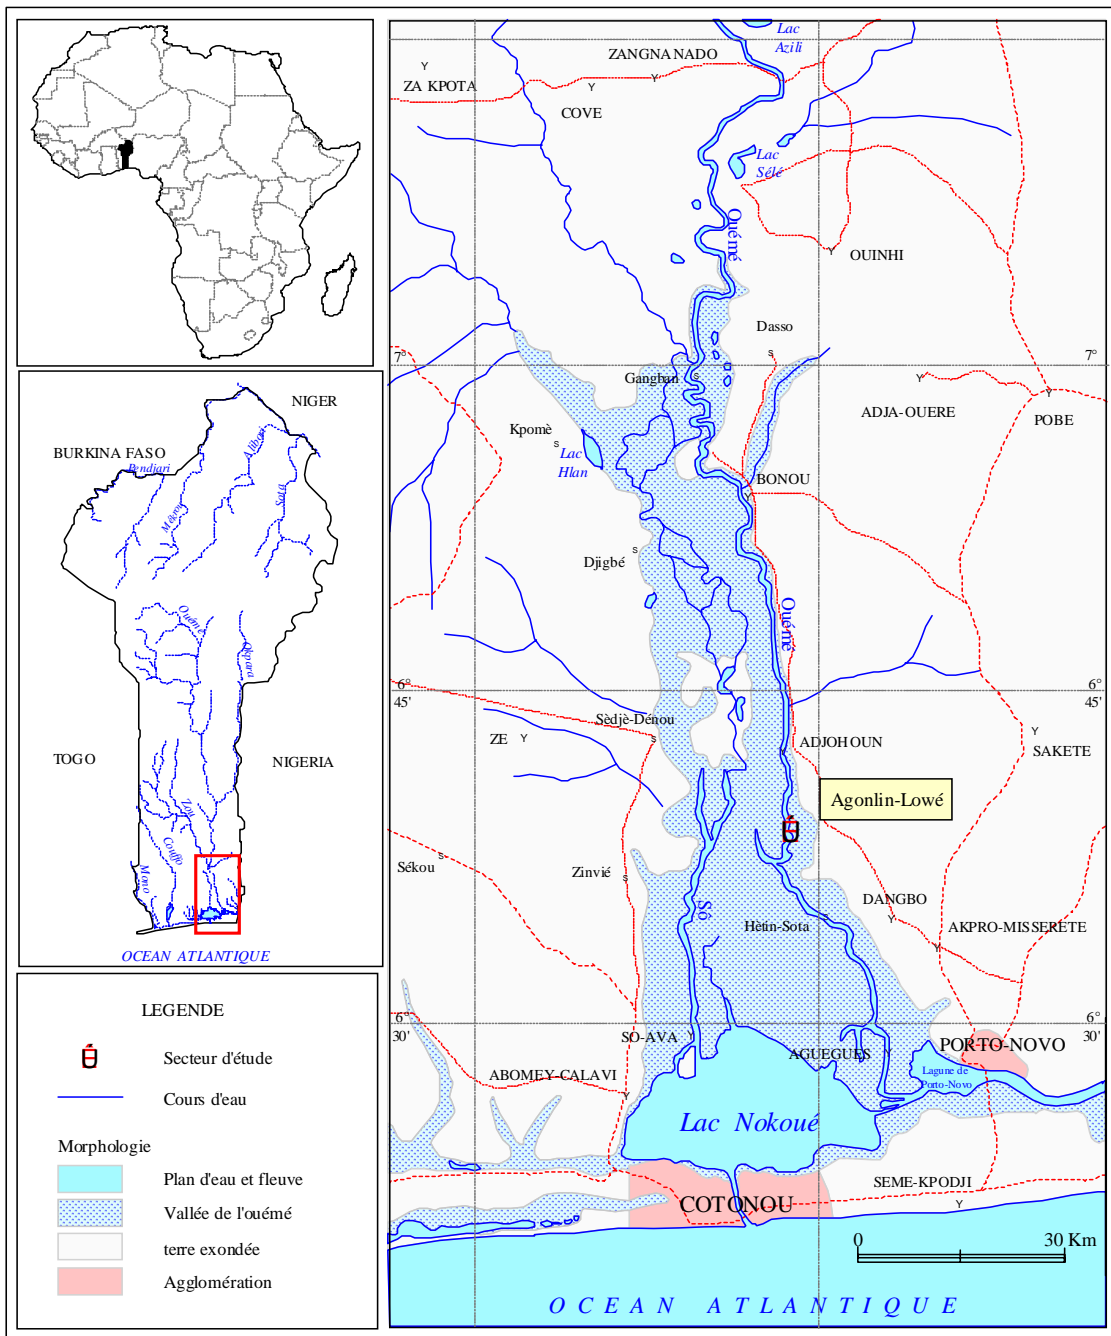 NIGER
BURKINA FASO
Pendjari
Alibori
Mékrou
Sota
Ouémé
Okpara
TOGO
NIGERIA
Zou
Couffo
Mono
OCEAN ATLANTIQUE
LEGENDE
Secteur d'étude
Cours d'eau
Morphologie
Plan d'eau et fleuve
Vallée de l'ouémé
terre exondée
Agglomération
Lac
Azili
ZANGNANADO
ZA KPOTA
COVE
Lac
Sélé
Ouémé
OUINHI
Dasso
7°
7°
Gangban
ADJA-OUERE
POBE
Kpomè
Lac
Hlan
BONOU
Djigbé
Ouémé
6°
45'
6°
45'
Sèdjè-Dénou
ZE
ADJOHOUN
SAKETE
Agonlin-Lowé
Sékou
Zinvié
Sô
Hètin-Sota
DANGBO
AKPRO-MISSERETE
6°
30'
6°
30'
SO-AVA
AGUEGUES
PORTO-NOVO
Lagune de
Porto-Novo
ABOMEY-CALAVI
Lac Nokoué
SEME-KPODJI
COTONOU
0 30 Km
OCEAN ATLANTIQUE